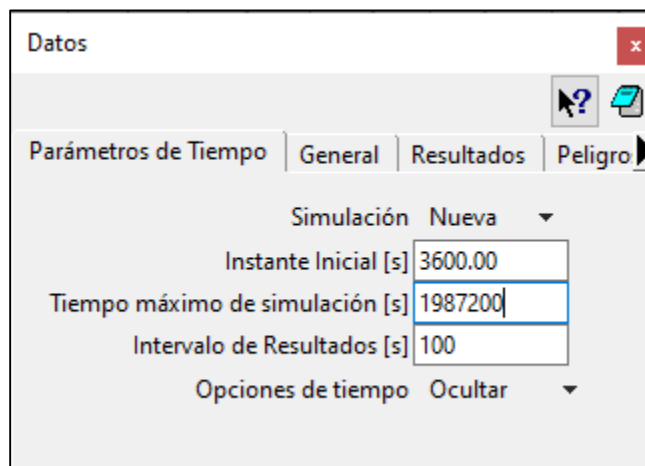 Datos
x
?
Parámetros de Tiempo General Resultados Peligro
Simulación Nueva
Instante Inicial [s] 3600.00
Tiempo máximo de simulación [s] 1987200
Intervalo de Resultados [s] 100
Opciones de tiempo Ocultar